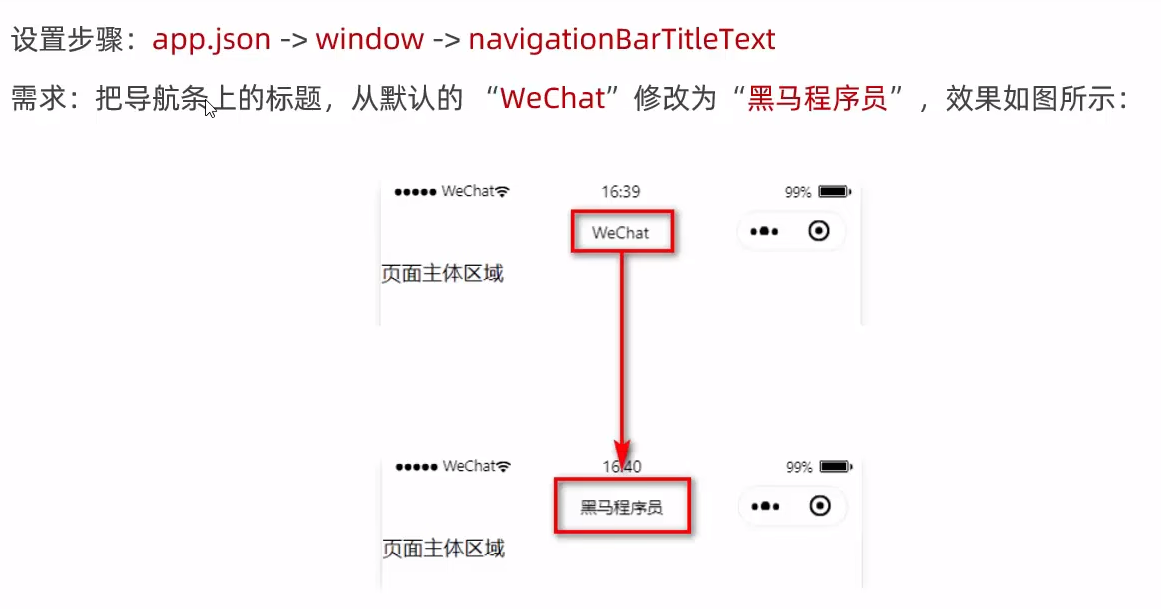 设置步骤：app.json -> window -> navigationBarTitleText
需求：把导航条上的标题，从默认的 “WeChat”修改为“黑马程序员”，效果如图所示：
●●●●● WeChat 16:39 99%
WeChat
页面主体区域
●●●●● WeChat 16:40 99%
黑马程序员
页面主体区域